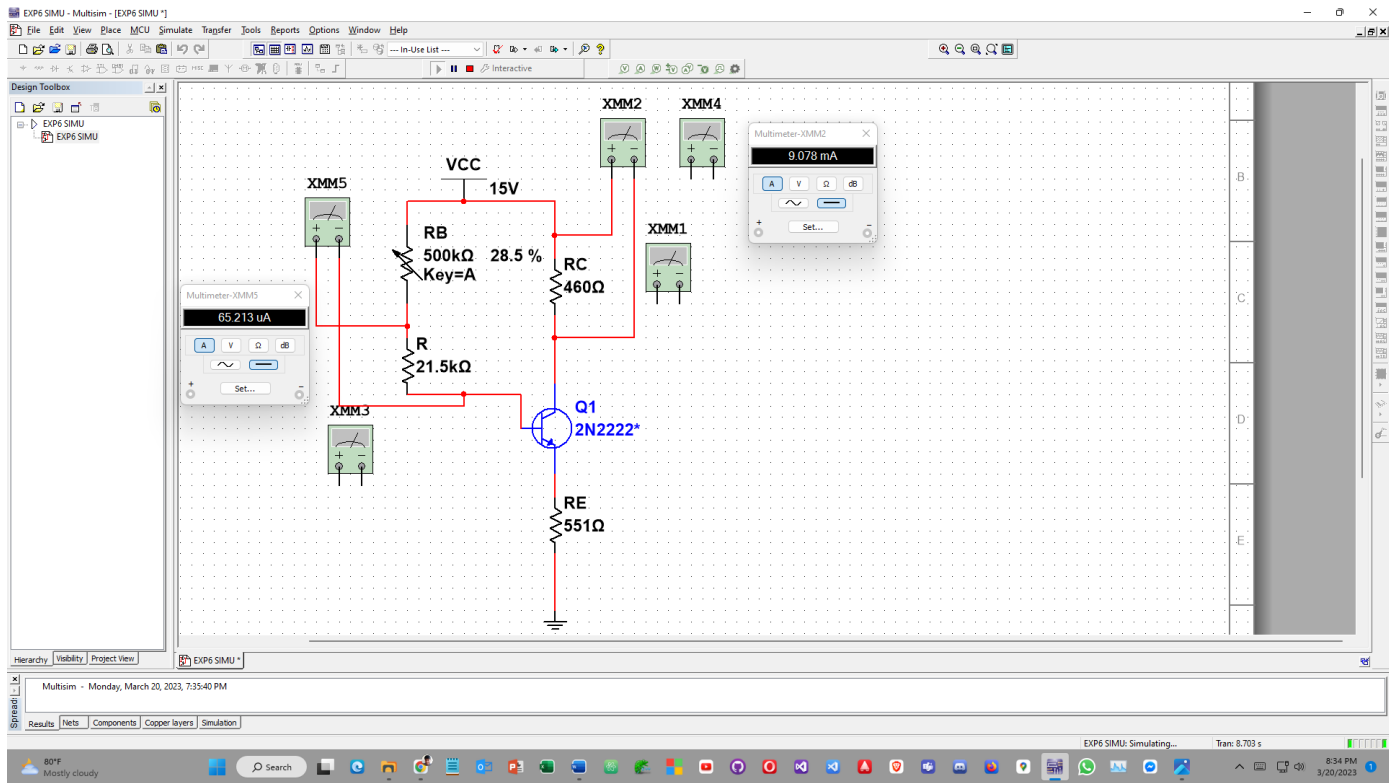 EXP6 SIMU - Multisim - [EXP6 SIMU *]
File Edit View Place MCU Simulate Transfer Tools Reports Options Window Help
--- In-Use List ---
Interactive
Design Toolbox
EXP6 SIMU
EXP6 SIMU
XMM2
XMM4
Multimeter-XMM2
9.078 mA
A V Ω dB
Set...
+ −
VCC
15V
XMM5
RB
500kΩ 28.5 %
Key=A
XMM1
RC
460Ω
Multimeter-XMM5
65.213 uA
A V Ω dB
Set...
+ −
R
21.5kΩ
XMM3
Q1
2N2222*
RE
551Ω
B
C
D
E
Hierarchy Visibility Project View
EXP6 SIMU *
Multisim - Monday, March 20, 2023, 7:35:40 PM
Results Nets Components Copper layers Simulation
EXP6 SIMU: Simulating... Tran: 8.703 s
80°F
Mostly cloudy
Search
8:34 PM
3/20/2023